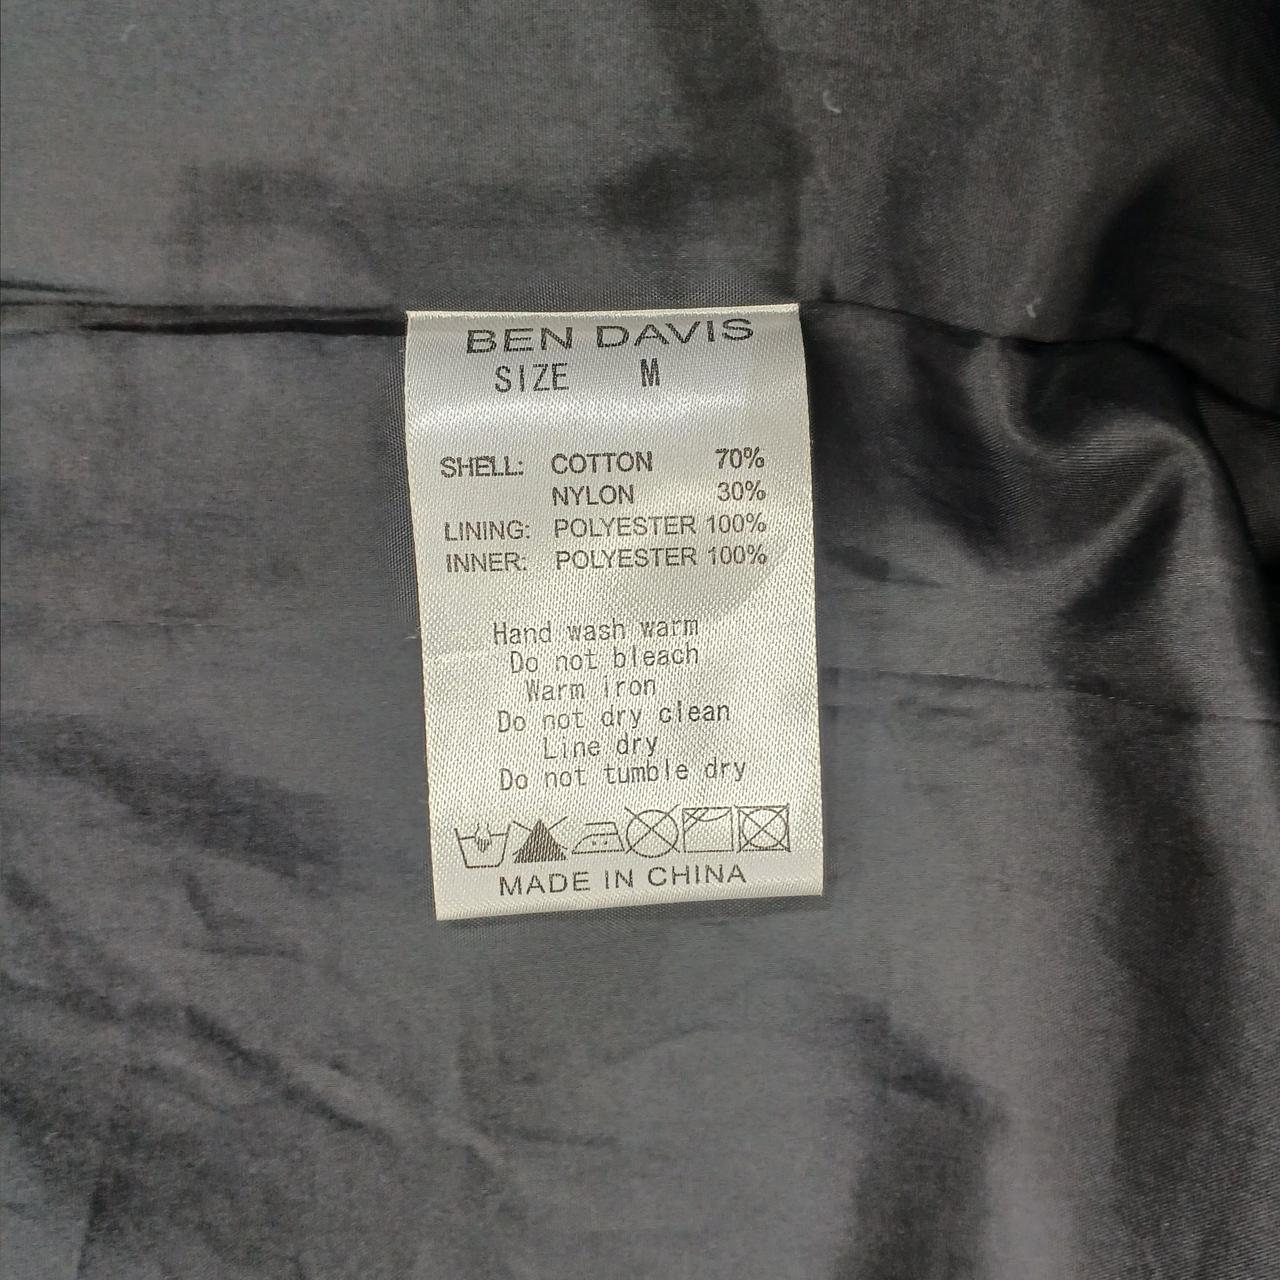 BEN DAVIS
SIZE M
SHELL: COTTON 70%
NYLON 30%
LINING: POLYESTER 100%
INNER: POLYESTER 100%
Hand wash warm
Do not bleach
Warm iron
Do not dry clean
Line dry
Do not tumble dry
MADE IN CHINA